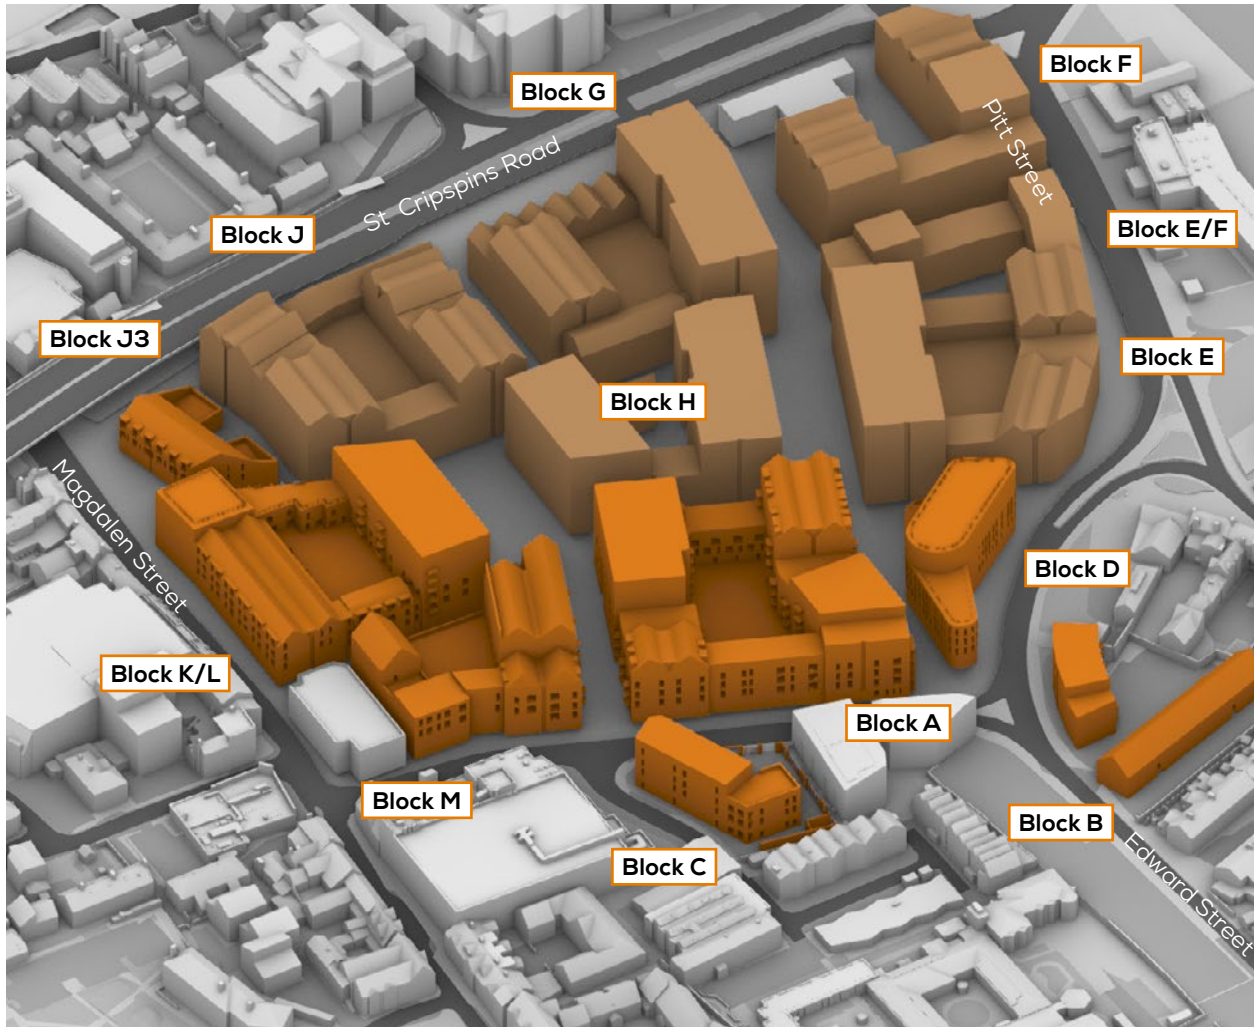 Block F
Block G
Pitt Street
St Cripspins Road
Block E/F
Block J
Block J3
Block E
Block H
Magdalen Street
Block D
Block K/L
Block A
Block M
Block B
Block C
Edward Street